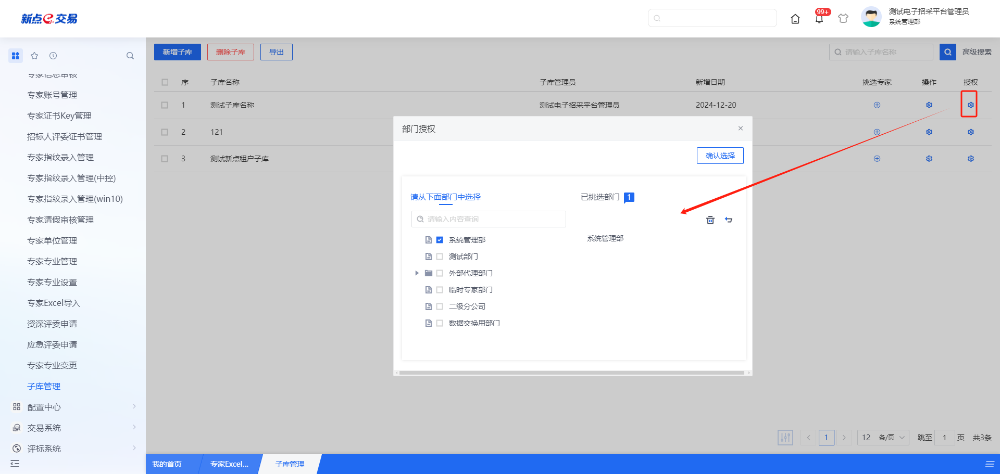 新点e交易
99+
测试电子招采平台管理员
系统管理部
专家信息审核
专家账号管理
专家证书Key管理
招标人评委证书管理
专家指纹录入管理
专家指纹录入管理(中控)
专家指纹录入管理(win10)
专家请假审核管理
专家单位管理
专家专业管理
专家专业设置
专家Excel导入
资深评委申请
应急评委申请
专家专业变更
子库管理
配置中心
交易系统
评标系统
新增子库 删除子库 导出
请输入子库名称 高级搜索
序 子库名称 子库管理员 新增日期 挑选专家 操作 授权
1 测试子库名称 测试电子招采平台管理员 2024-12-20
2 121
3 测试新点租户子库
部门授权
确认选择
请从下面部门中选择
请输入内容查询
系统管理部
测试部门
外部代理部门
临时专家部门
二级分公司
数据交换用部门
已挑选部门 1
系统管理部
1 12 条/页 跳至 1 页 共3条
我的首页 专家Excel... 子库管理